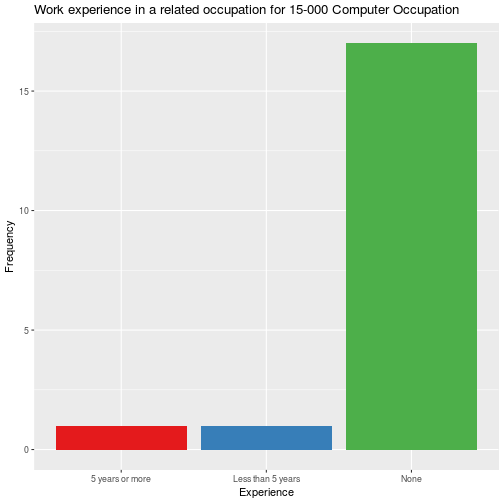 Work experience in a related occupation for 15-000 Computer Occupation
15
10
5
0
Frequency
5 years or more
Less than 5 years
None
Experience